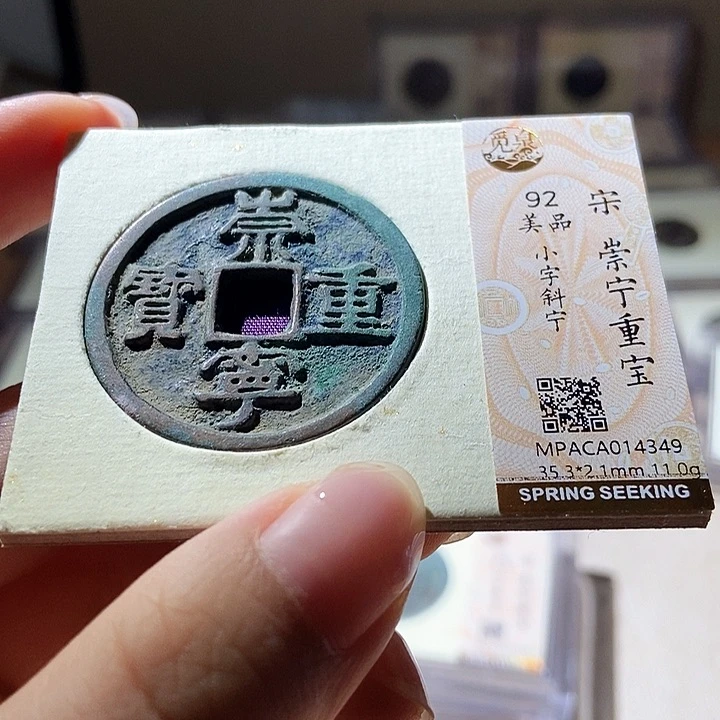 崇
重
寧
寶
觅泉
宋 崇宁重宝
92
美品
小字斜宁
MPACA014349
35.3*2.1mm 11.0g
SPRING SEEKING